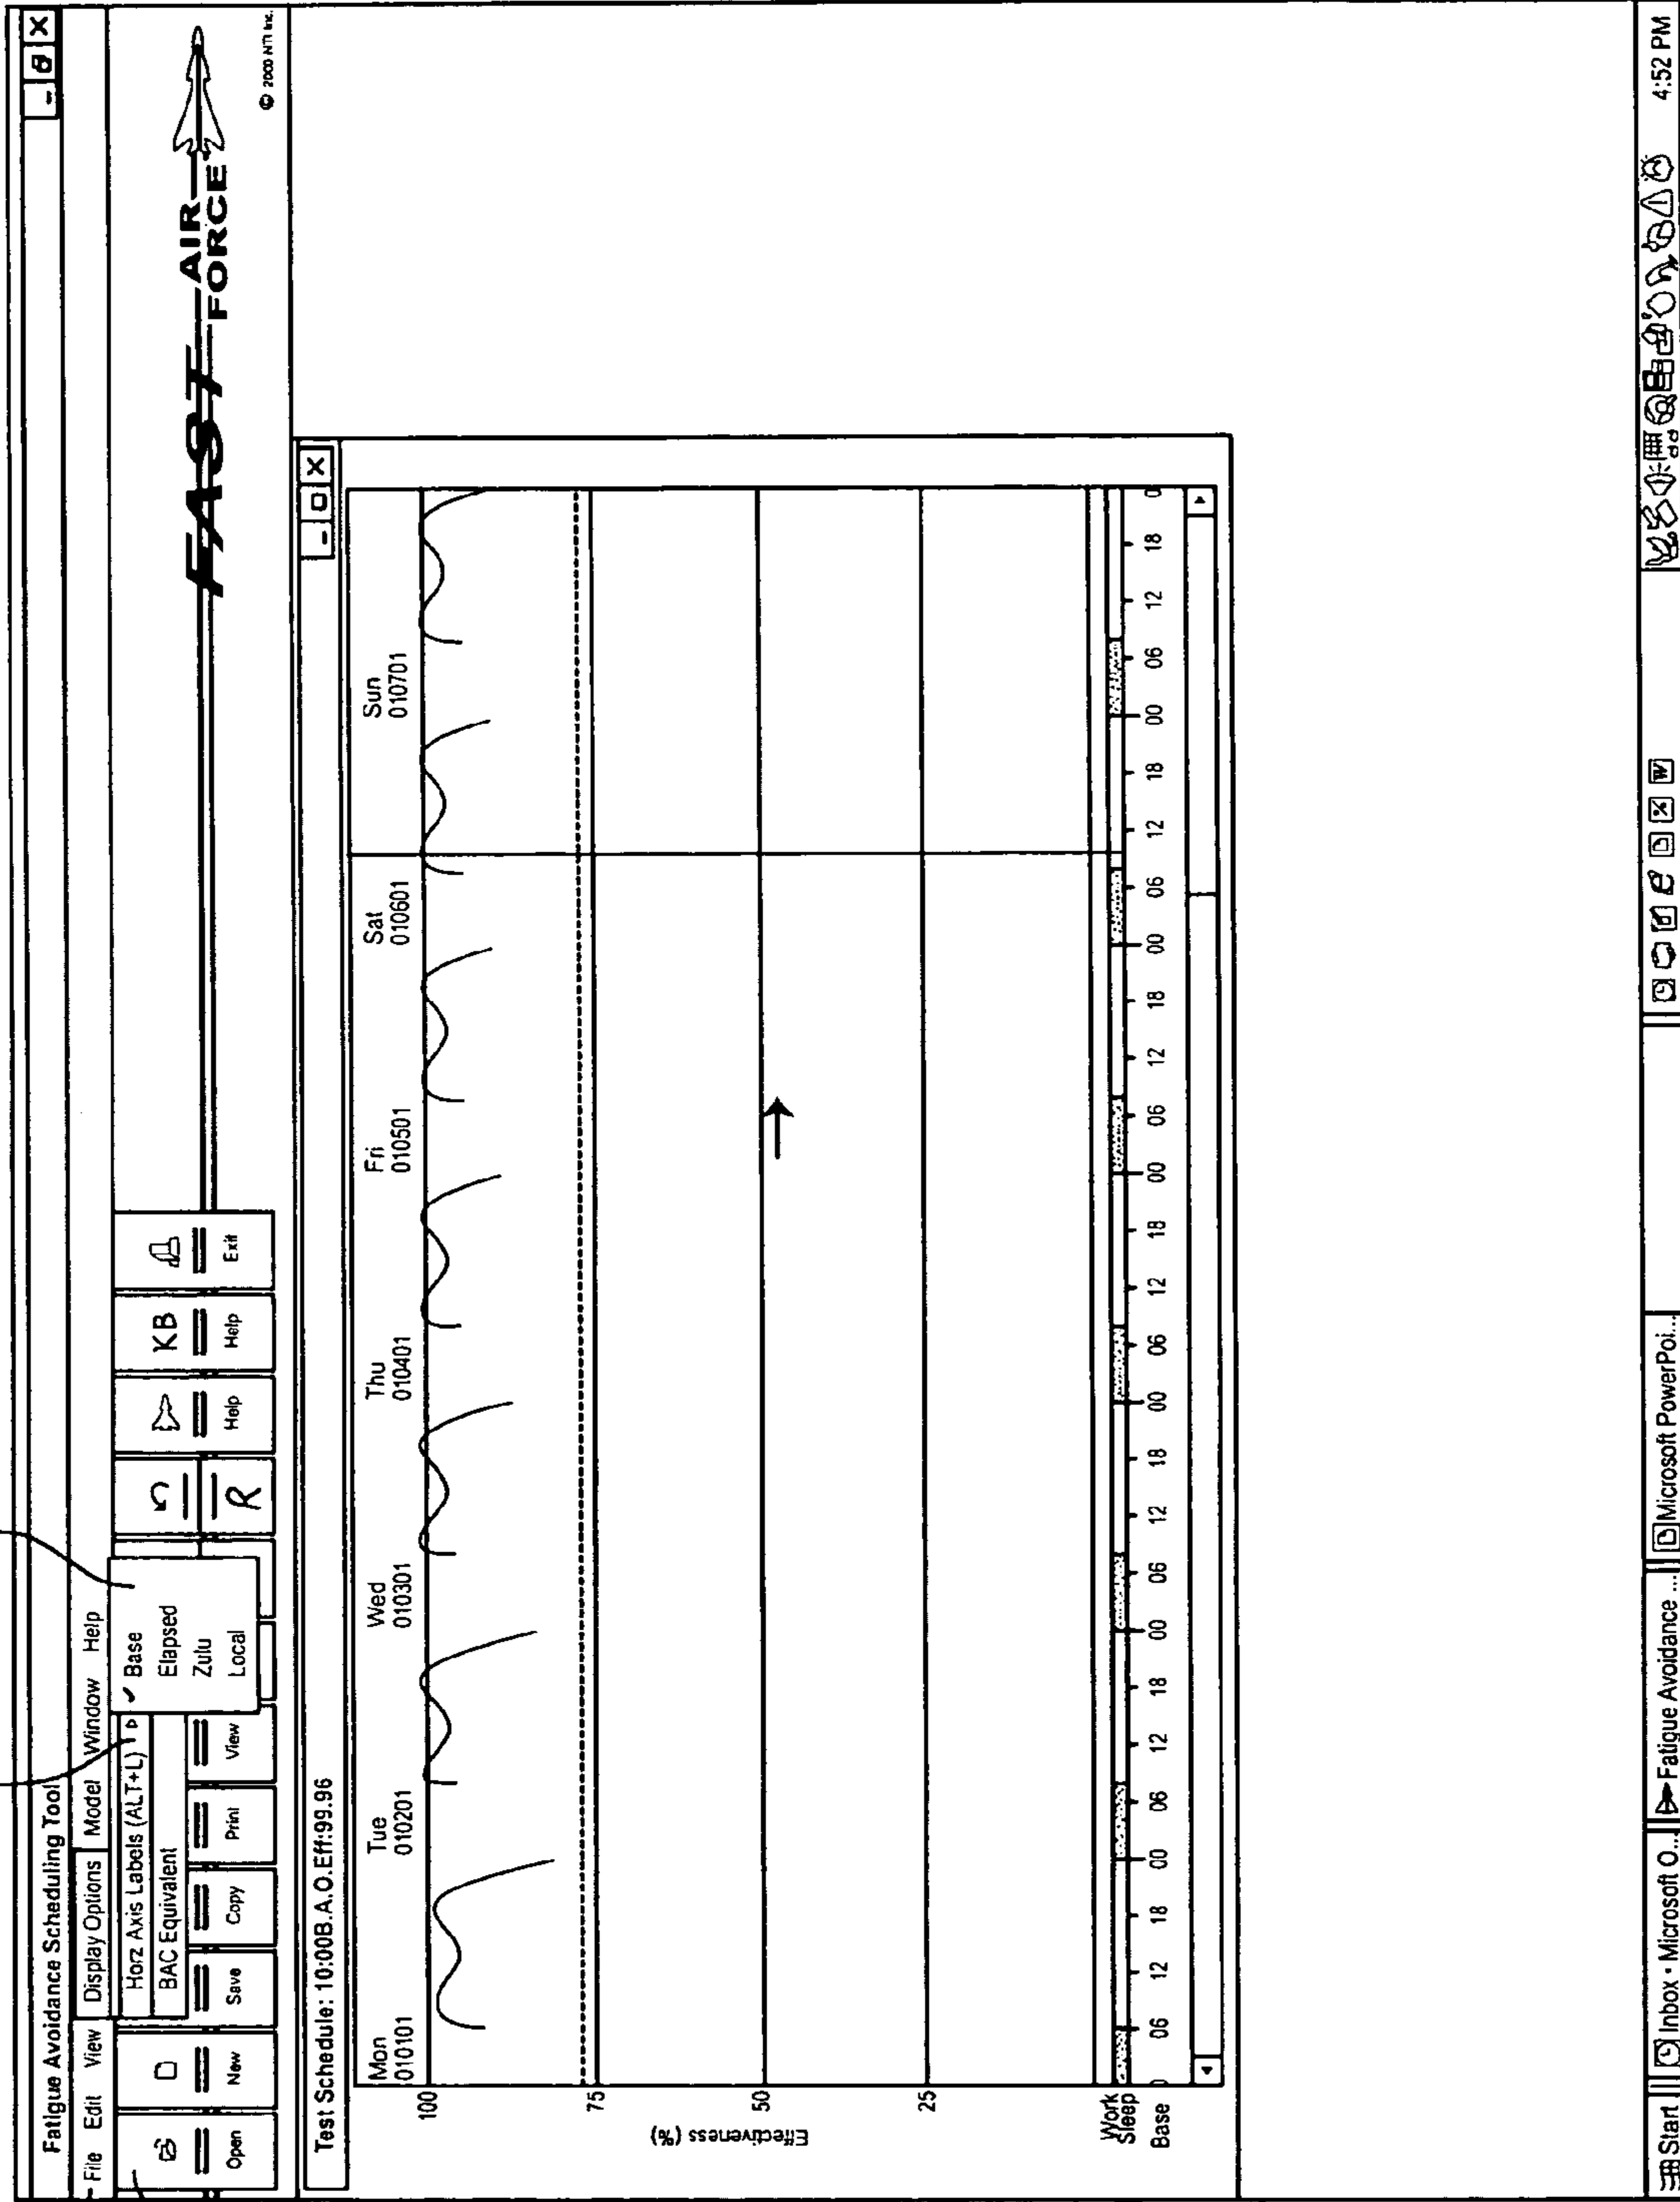 Fatigue Avoidance Scheduling Tool
File Edit View Display Options Model Window Help
Horz Axis Labels (ALT+L)
BAC Equivalent
Base
Elapsed
Zulu
Local
KB
R
Open New Save Copy Print View Help Help Exit
FAST AIR FORCE
© 2000 NTI Inc.
Test Schedule: 10:00B.A.O.Eff:99.96
Mon Tue Wed Thu Fri Sat Sun
010101 010201 010301 010401 010501 010601 010701
100
75
50
25
Effectiveness (%)
Work
Sleep
Base
0 06 12 18 00 06 12 18 00 06 12 18 00 06 12 18 00 06 12 18 00 06 12 18 00 06 12 18 0
Start Inbox • Microsoft O... Fatigue Avoidance ... Microsoft PowerPoi... 4:52 PM